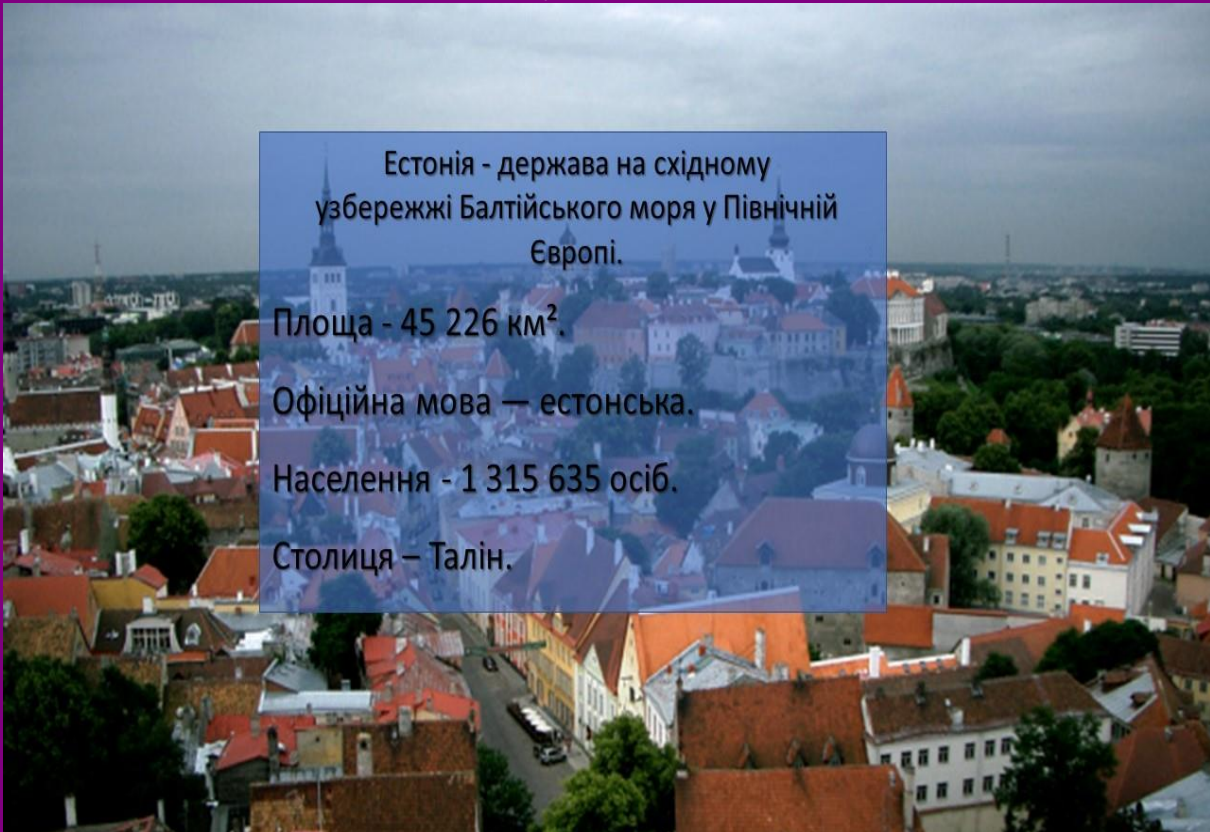 Естонія - держава на східному
узбережжі Балтійського моря у Північній
Європі.
Площа - 45 226 км².
Офіційна мова — естонська.
Населення - 1 315 635 осіб.
Столиця – Талін.